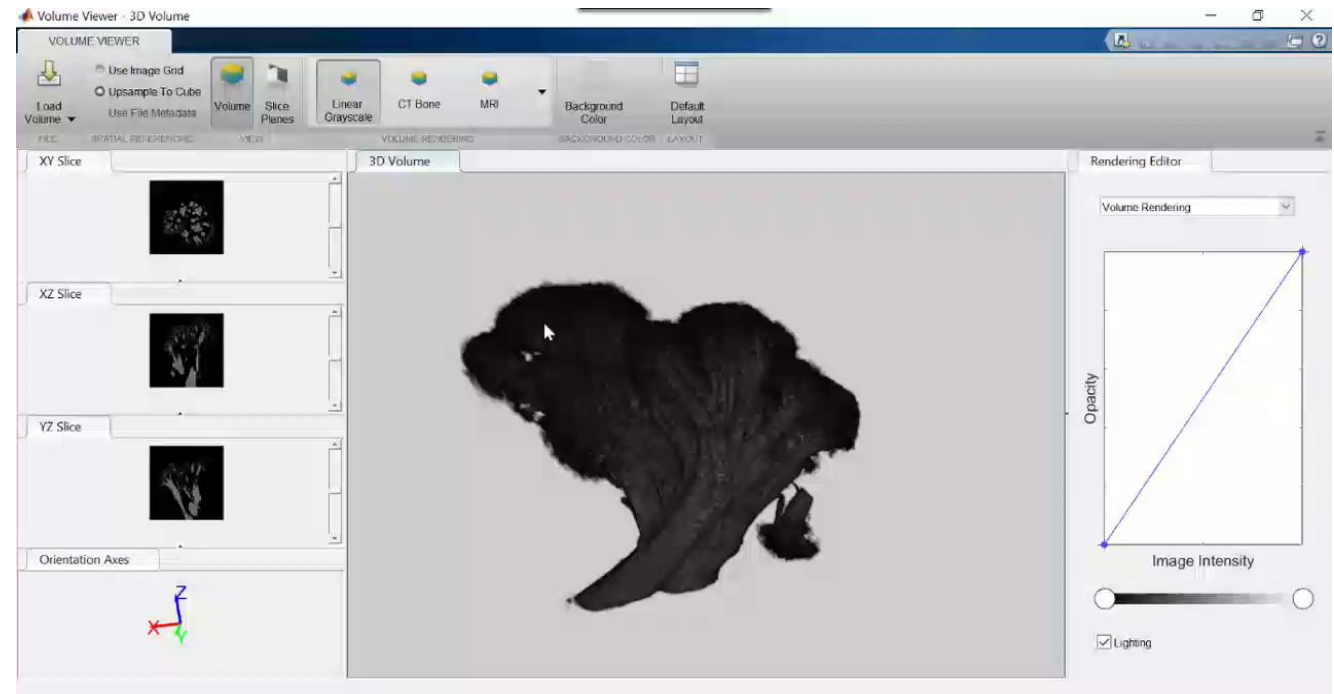 Volume Viewer - 3D Volume
VOLUME VIEWER
Load Volume
Use Image Grid
Upsample To Cube
Use File Metadata
Volume
Slice Planes
Linear Grayscale
CT Bone
MRI
Background Color
Default Layout
FILE
SPATIAL REFERENCING
VIEW
VOLUME RENDERING
BACKGROUND COLOR
LAYOUT
XY Slice
3D Volume
Rendering Editor
Volume Rendering
XZ Slice
YZ Slice
Opacity
Image Intensity
Orientation Axes
Z
X
Y
Lighting